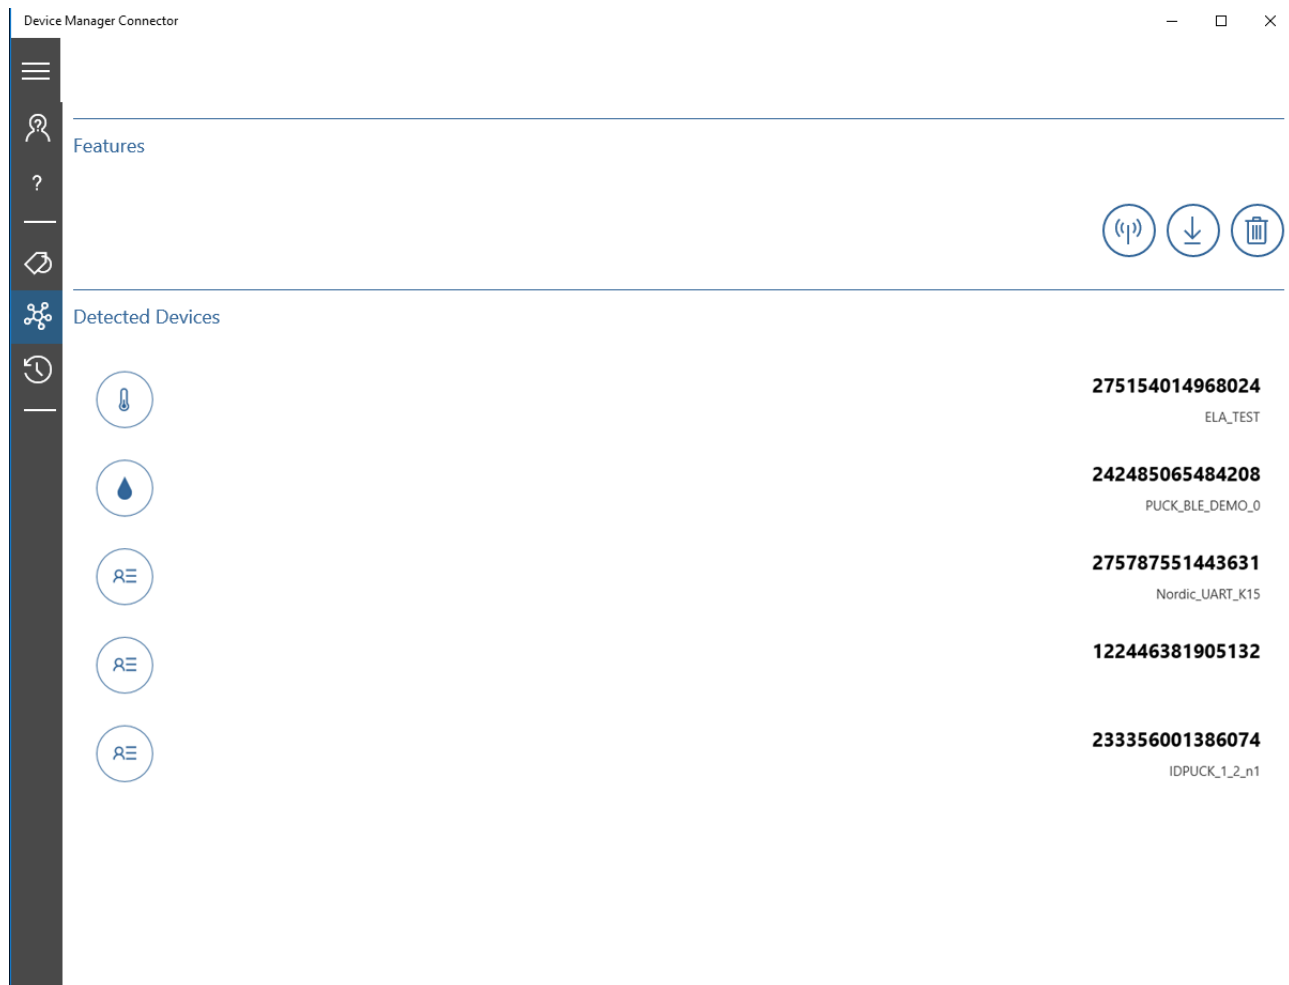 Device Manager Connector
?
Features
Detected Devices
275154014968024
ELA_TEST
242485065484208
PUCK_BLE_DEMO_0
275787551443631
Nordic_UART_K15
122446381905132
233356001386074
IDPUCK_1_2_n1